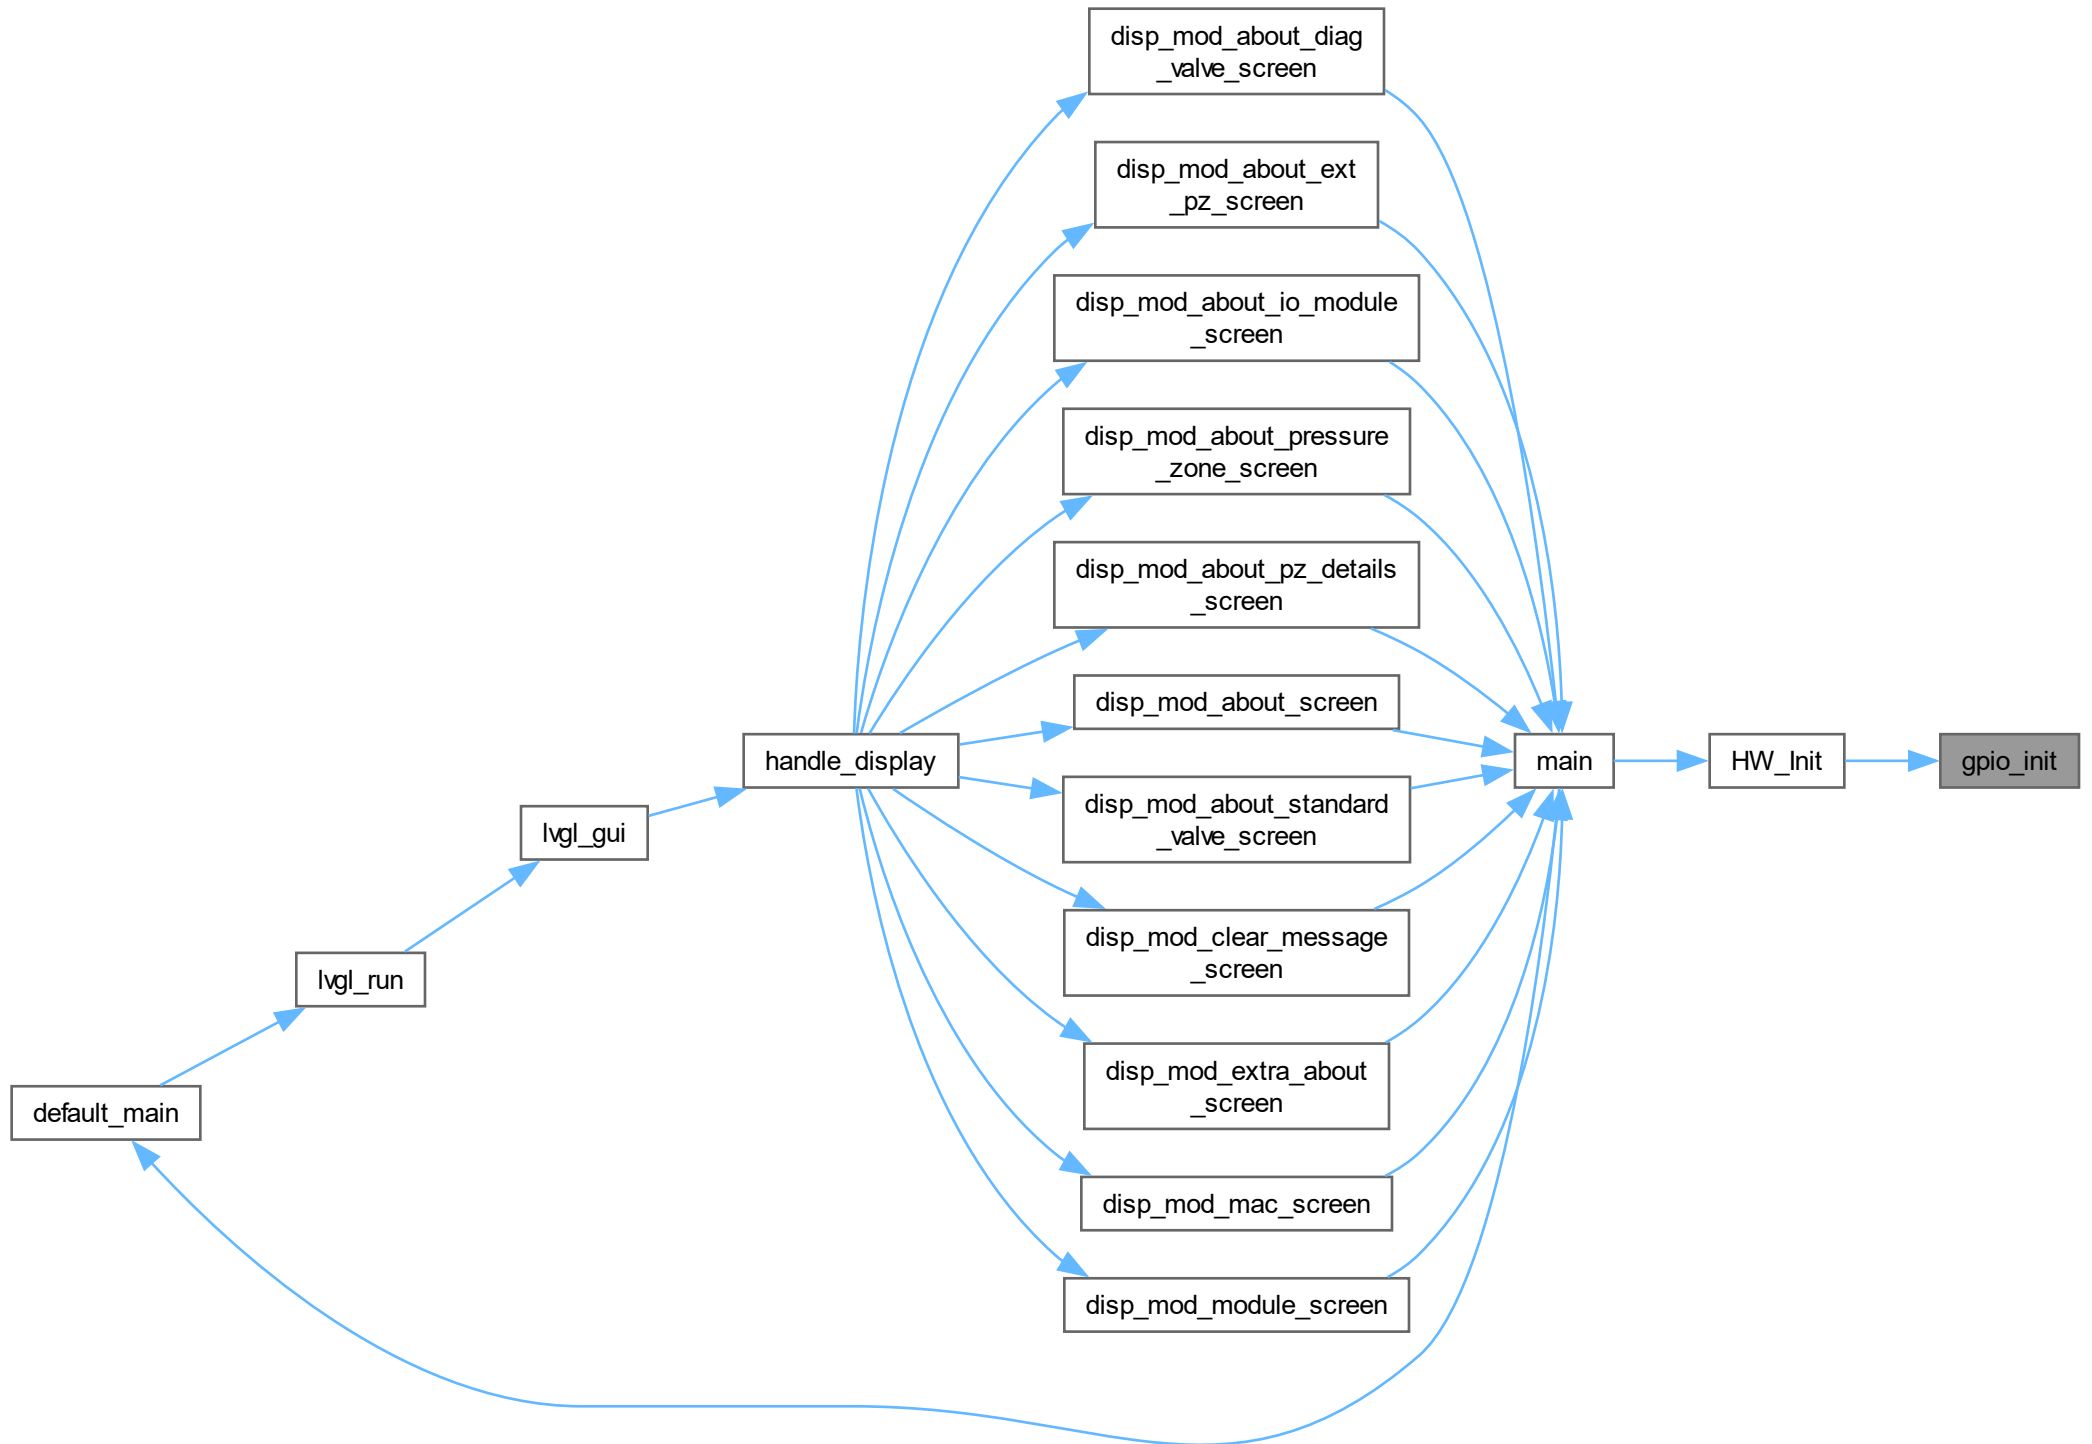 disp_mod_about_diag
_valve_screen
disp_mod_about_ext
_pz_screen
disp_mod_about_io_module
_screen
disp_mod_about_pressure
_zone_screen
disp_mod_about_pz_details
_screen
disp_mod_about_screen
handle_display
main
HW_Init
gpio_init
disp_mod_about_standard
_valve_screen
lvgl_gui
disp_mod_clear_message
_screen
lvgl_run
disp_mod_extra_about
_screen
default_main
disp_mod_mac_screen
disp_mod_module_screen